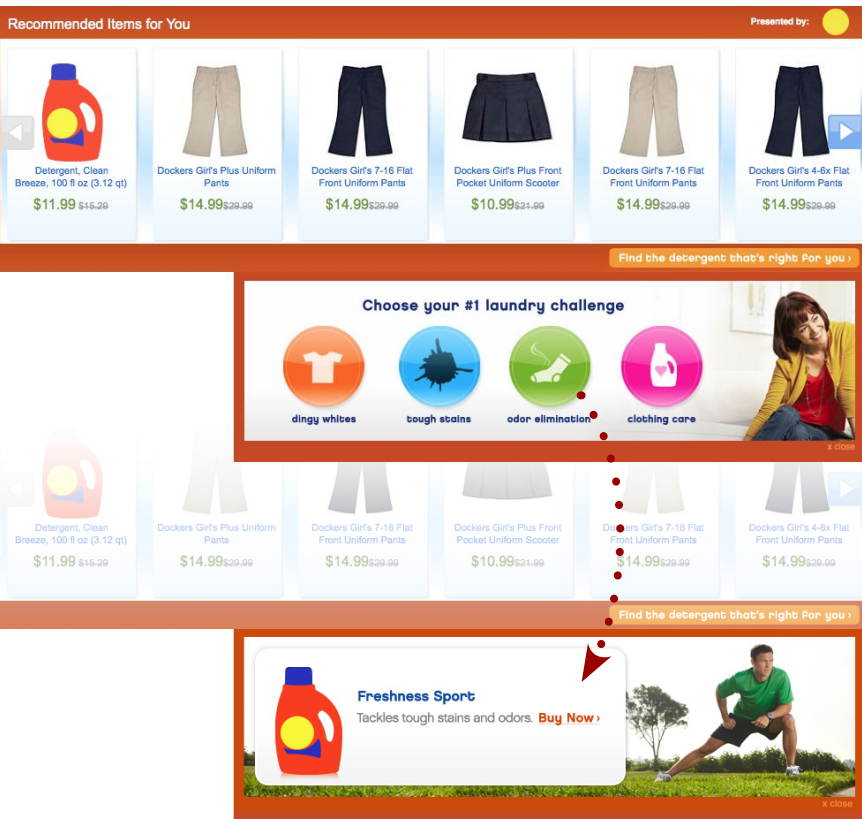 Recommended Items for You
Presented by:
Detergent, Clean
Breeze, 100 fl oz (3.12 qt)
$11.99 $15.29
Dockers Girl's Plus Uniform
Pants
$14.99$29.99
Dockers Girl's 7-16 Flat
Front Uniform Pants
$14.99$29.99
Dockers Girl's Plus Front
Pocket Uniform Scooter
$10.99$21.99
Dockers Girl's 7-16 Flat
Front Uniform Pants
$14.99$29.99
Dockers Girl's 4-6x Flat
Front Uniform Pants
$14.99$29.99
Find the detergent that's right for you ›
Choose your #1 laundry challenge
dingy whites
tough stains
odor elimination
clothing care
x close
Detergent, Clean
Breeze, 100 fl oz (3.12 qt)
$11.99 $15.29
Dockers Girl's Plus Uniform
Pants
$14.99$29.99
Dockers Girl's 7-16 Flat
Front Uniform Pants
$14.99$29.99
Dockers Girl's Plus Front
Pocket Uniform Scooter
$10.99$21.99
Dockers Girl's 7-16 Flat
Front Uniform Pants
$14.99$29.99
Dockers Girl's 4-6x Flat
Front Uniform Pants
$14.99$29.99
Find the detergent that's right for you ›
Freshness Sport
Tackles tough stains and odors. Buy Now ›
x close